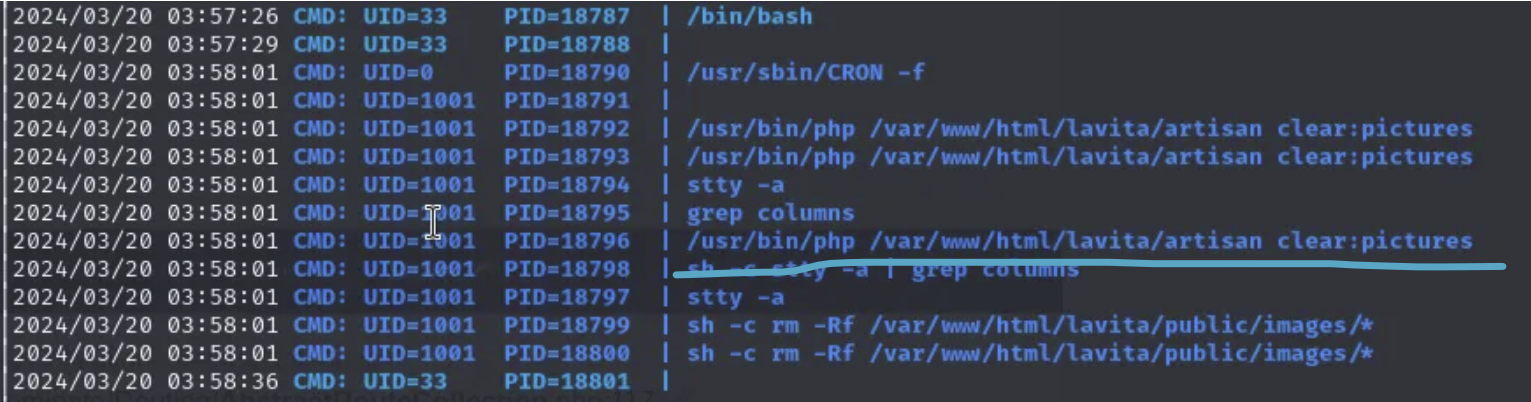 2024/03/20 03:57:26 CMD: UID=33 PID=18787 | /bin/bash
2024/03/20 03:57:29 CMD: UID=33 PID=18788 |
2024/03/20 03:58:01 CMD: UID=0 PID=18790 | /usr/sbin/CRON -f
2024/03/20 03:58:01 CMD: UID=1001 PID=18791 |
2024/03/20 03:58:01 CMD: UID=1001 PID=18792 | /usr/bin/php /var/www/html/lavita/artisan clear:pictures
2024/03/20 03:58:01 CMD: UID=1001 PID=18793 | /usr/bin/php /var/www/html/lavita/artisan clear:pictures
2024/03/20 03:58:01 CMD: UID=1001 PID=18794 | stty -a
2024/03/20 03:58:01 CMD: UID=1001 PID=18795 | grep columns
2024/03/20 03:58:01 CMD: UID=1001 PID=18796 | /usr/bin/php /var/www/html/lavita/artisan clear:pictures
2024/03/20 03:58:01 CMD: UID=1001 PID=18798 | sh -c stty -a | grep columns
2024/03/20 03:58:01 CMD: UID=1001 PID=18797 | stty -a
2024/03/20 03:58:01 CMD: UID=1001 PID=18799 | sh -c rm -Rf /var/www/html/lavita/public/images/*
2024/03/20 03:58:01 CMD: UID=1001 PID=18800 | sh -c rm -Rf /var/www/html/lavita/public/images/*
2024/03/20 03:58:36 CMD: UID=33 PID=18801 |